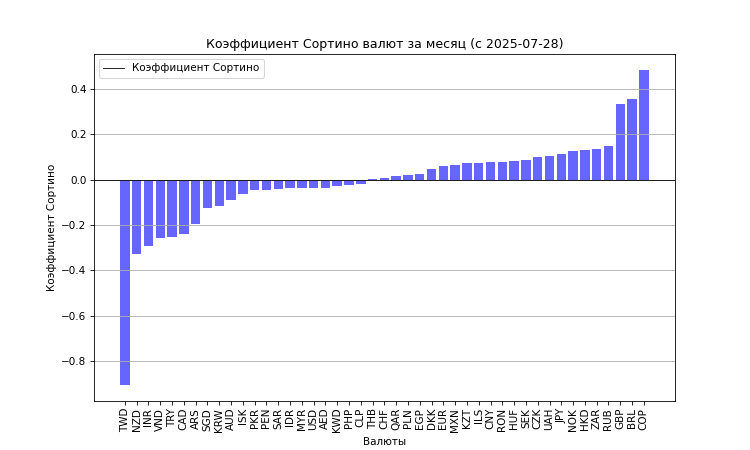 Коэффициент Сортино валют за месяц (с 2025-07-28)
Коэффициент Сортино
Коэффициент Сортино
0.4
0.2
0.0
−0.2
−0.4
−0.6
−0.8
TWD
NZD
INR
VND
TRY
CAD
ARS
SGD
KRW
AUD
ISK
PKR
PEN
SAR
IDR
MYR
USD
AED
KWD
PHP
CLP
THB
CHF
QAR
PLN
EGP
DKK
EUR
MXN
KZT
ILS
CNY
RON
HUF
SEK
CZK
UAH
JPY
NOK
HKD
ZAR
RUB
GBP
BRL
COP
Валюты